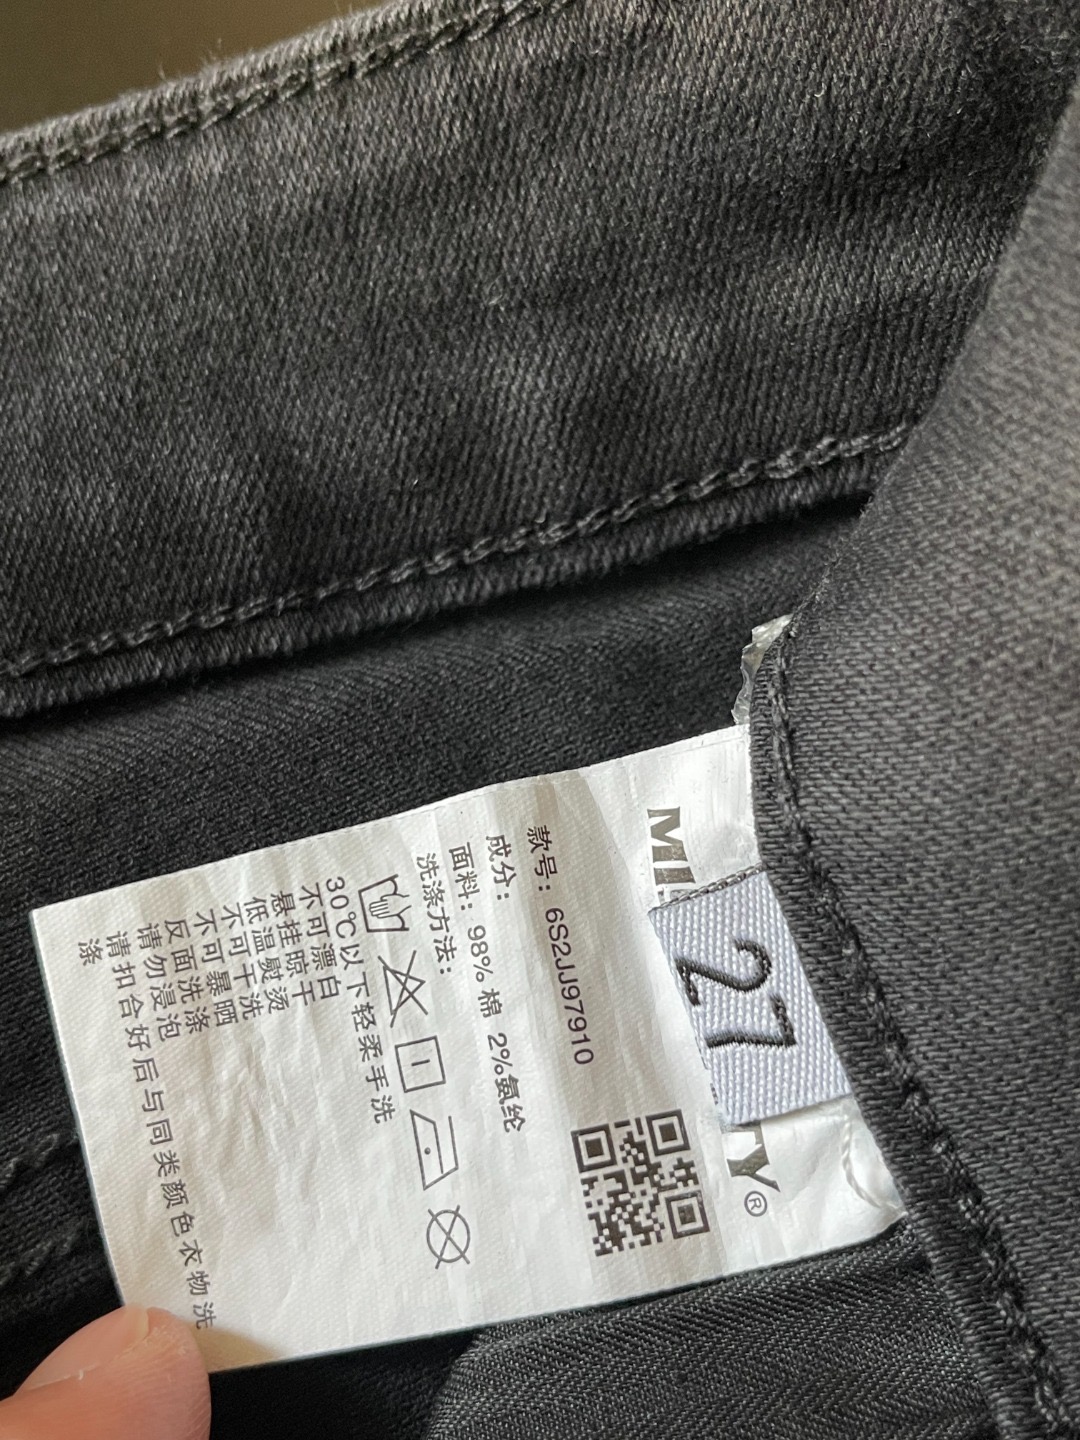 27
TY®
款号：6S2JJ97910
成分：
面料：98% 棉 2%氨纶
洗涤方法：
30℃以下轻柔手洗
不可漂白
悬挂晾干
低温熨烫
不可干洗
不可暴晒
反面洗涤
请勿浸泡
请扣合好后与同类颜色衣物洗
涤